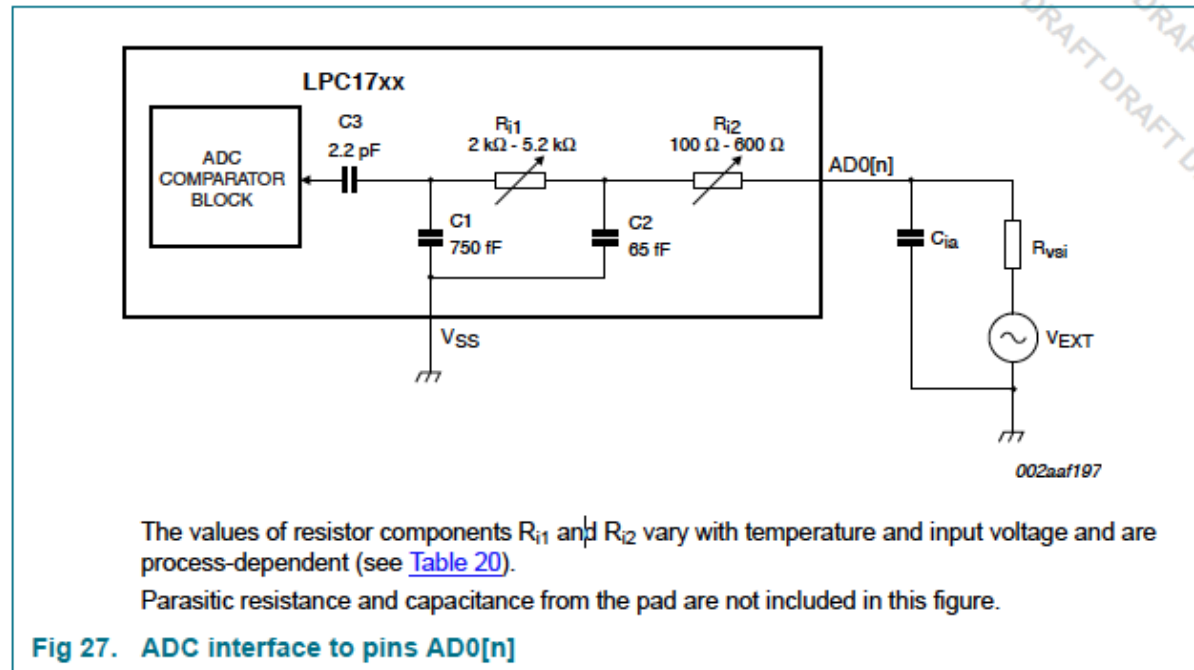 DRAFT DRAFT DRAFT D
DRAFT
LPC17xx
ADC
COMPARATOR
BLOCK
C3
2.2 pF
Ri1
2 kΩ - 5.2 kΩ
Ri2
100 Ω - 600 Ω
AD0[n]
C1
750 fF
C2
65 fF
Cia
Rvsi
VSS
VEXT
002aaf197
The values of resistor components Ri1 and Ri2 vary with temperature and input voltage and are
process-dependent (see Table 20).
Parasitic resistance and capacitance from the pad are not included in this figure.
Fig 27. ADC interface to pins AD0[n]